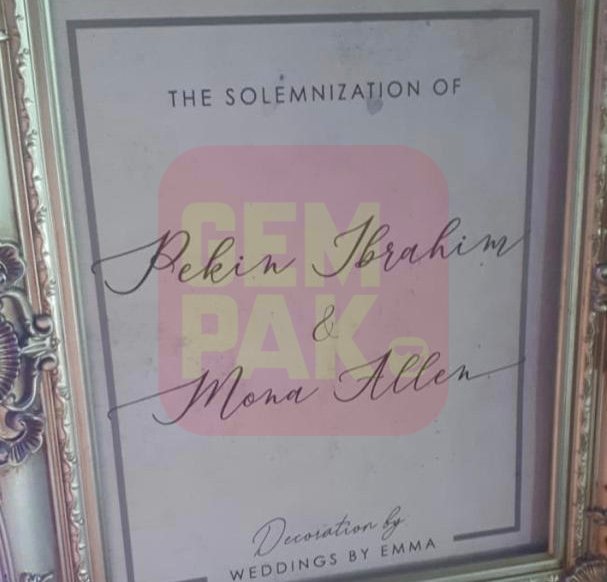 THE SOLEMNIZATION OF
Pekin Ibrahim
&
Mona Allen
Decoration by
WEDDINGS BY EMMA
GEM
PAK